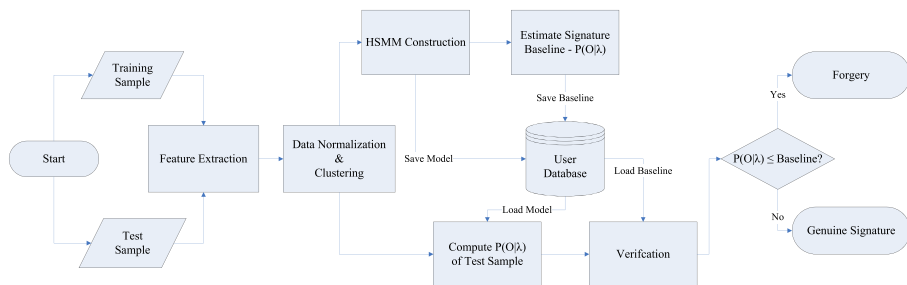 Training
Sample
Start
Test
Sample
Feature Extraction
Data Normalization
&
Clustering
HSMM Construction
Estimate Signature
Baseline - P(O|λ)
Save Baseline
Save Model
User
Database
Load Baseline
Load Model
Compute P(O|λ)
of Test Sample
Verifcation
P(O|λ) ≤ Baseline?
Yes
Forgery
No
Genuine Signature